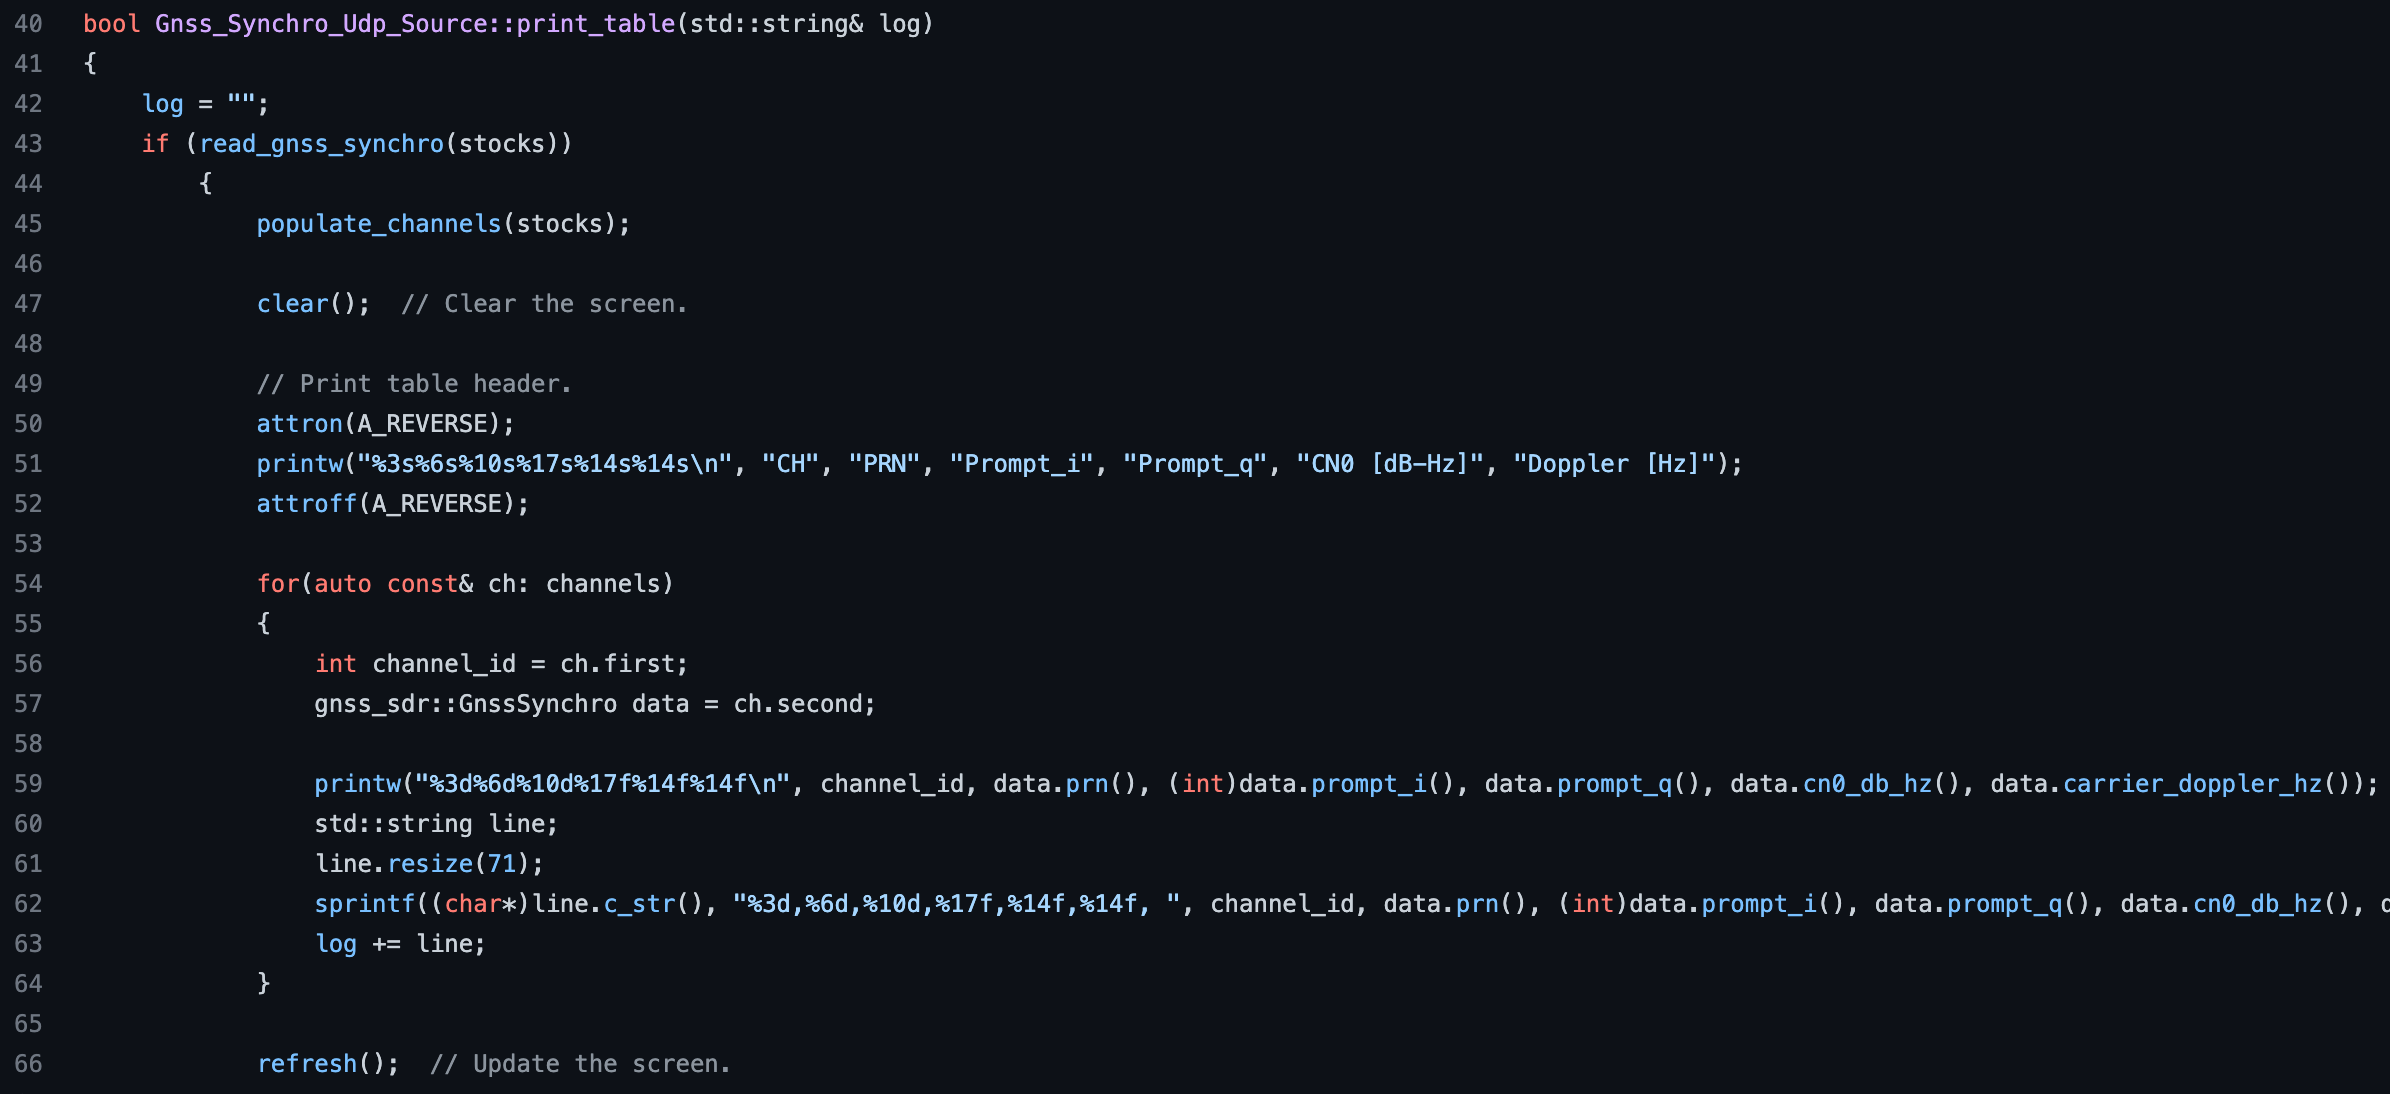 40 bool Gnss_Synchro_Udp_Source::print_table(std::string& log)
41 {
42     log = "";
43     if (read_gnss_synchro(stocks))
44         {
45             populate_channels(stocks);
46
47             clear();  // Clear the screen.
48
49             // Print table header.
50             attron(A_REVERSE);
51             printw("%3s%6s%10s%17s%14s%14s\n", "CH", "PRN", "Prompt_i", "Prompt_q", "CN0 [dB-Hz]", "Doppler [Hz]");
52             attroff(A_REVERSE);
53
54             for(auto const& ch: channels)
55             {
56                 int channel_id = ch.first;
57                 gnss_sdr::GnssSynchro data = ch.second;
58
59                 printw("%3d%6d%10d%17f%14f%14f\n", channel_id, data.prn(), (int)data.prompt_i(), data.prompt_q(), data.cn0_db_hz(), data.carrier_doppler_hz());
60                 std::string line;
61                 line.resize(71);
62                 sprintf((char*)line.c_str(), "%3d,%6d,%10d,%17f,%14f,%14f, ", channel_id, data.prn(), (int)data.prompt_i(), data.prompt_q(), data.cn0_db_hz(),
63                 log += line;
64             }
65
66             refresh();  // Update the screen.